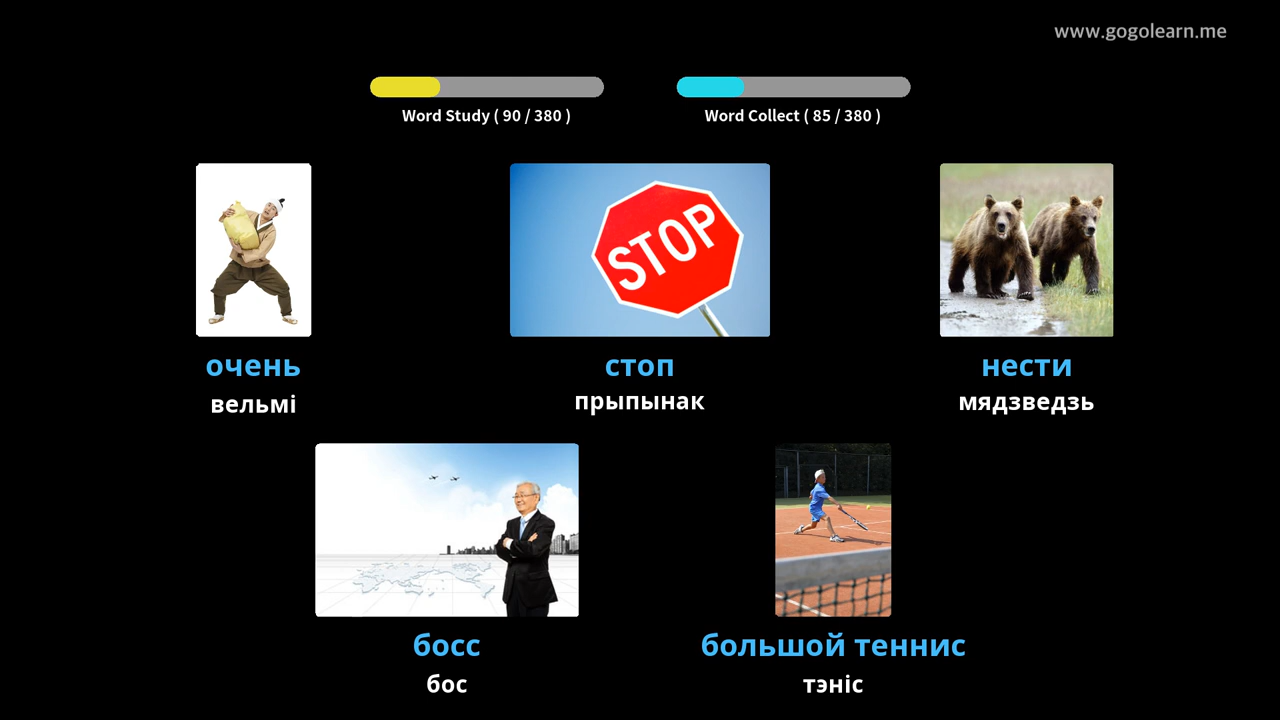 www.gogolearn.me
Word Study ( 90 / 380 )
Word Collect ( 85 / 380 )
STOP
очень
вельмі
стоп
прыпынак
нести
мядзведзь
босс
бос
большой теннис
тэніс